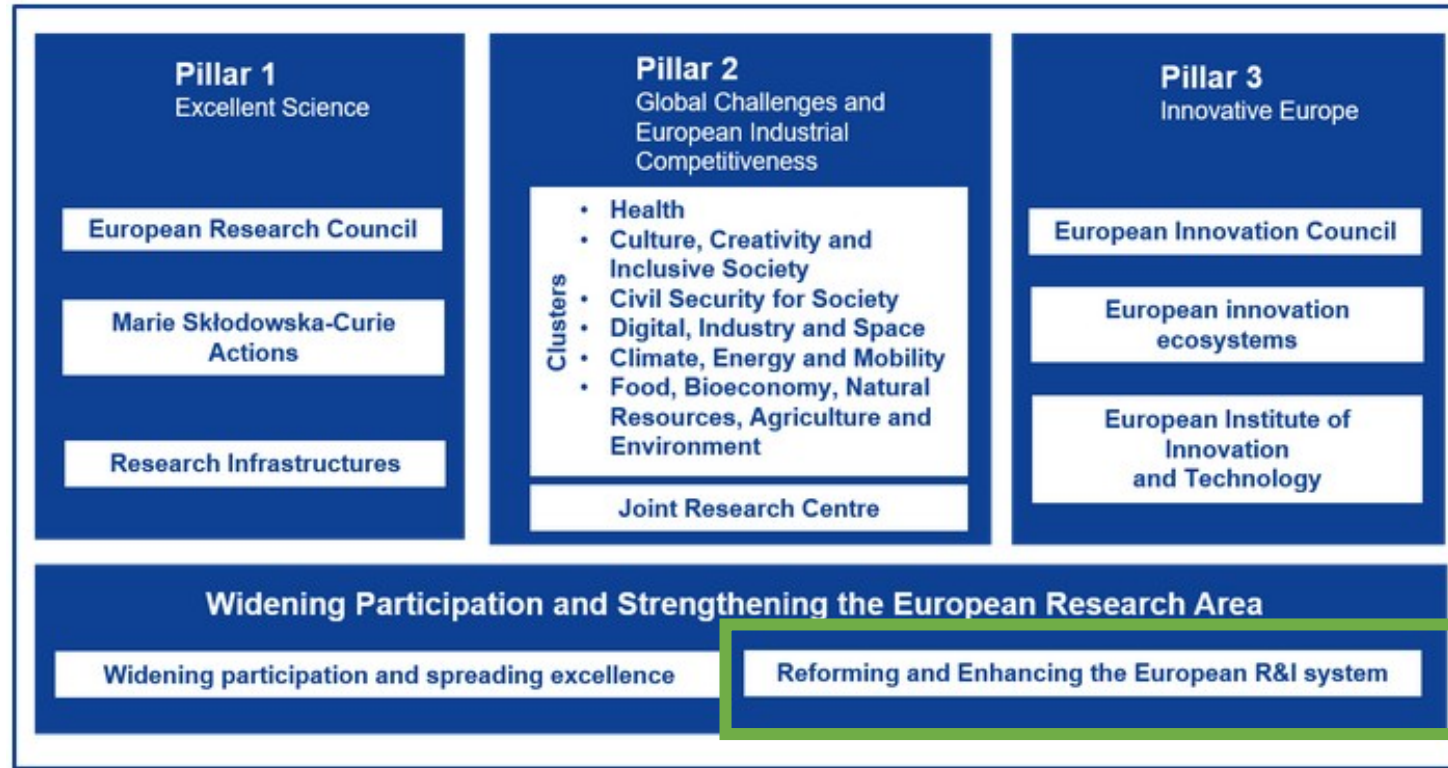 Pillar 1
Excellent Science
European Research Council
Marie Skłodowska-Curie
Actions
Research Infrastructures
Pillar 2
Global Challenges and
European Industrial
Competitiveness
Clusters
• Health
• Culture, Creativity and
Inclusive Society
• Civil Security for Society
• Digital, Industry and Space
• Climate, Energy and Mobility
• Food, Bioeconomy, Natural
Resources, Agriculture and
Environment
Joint Research Centre
Pillar 3
Innovative Europe
European Innovation Council
European innovation
ecosystems
European Institute of
Innovation
and Technology
Widening Participation and Strengthening the European Research Area
Widening participation and spreading excellence
Reforming and Enhancing the European R&I system